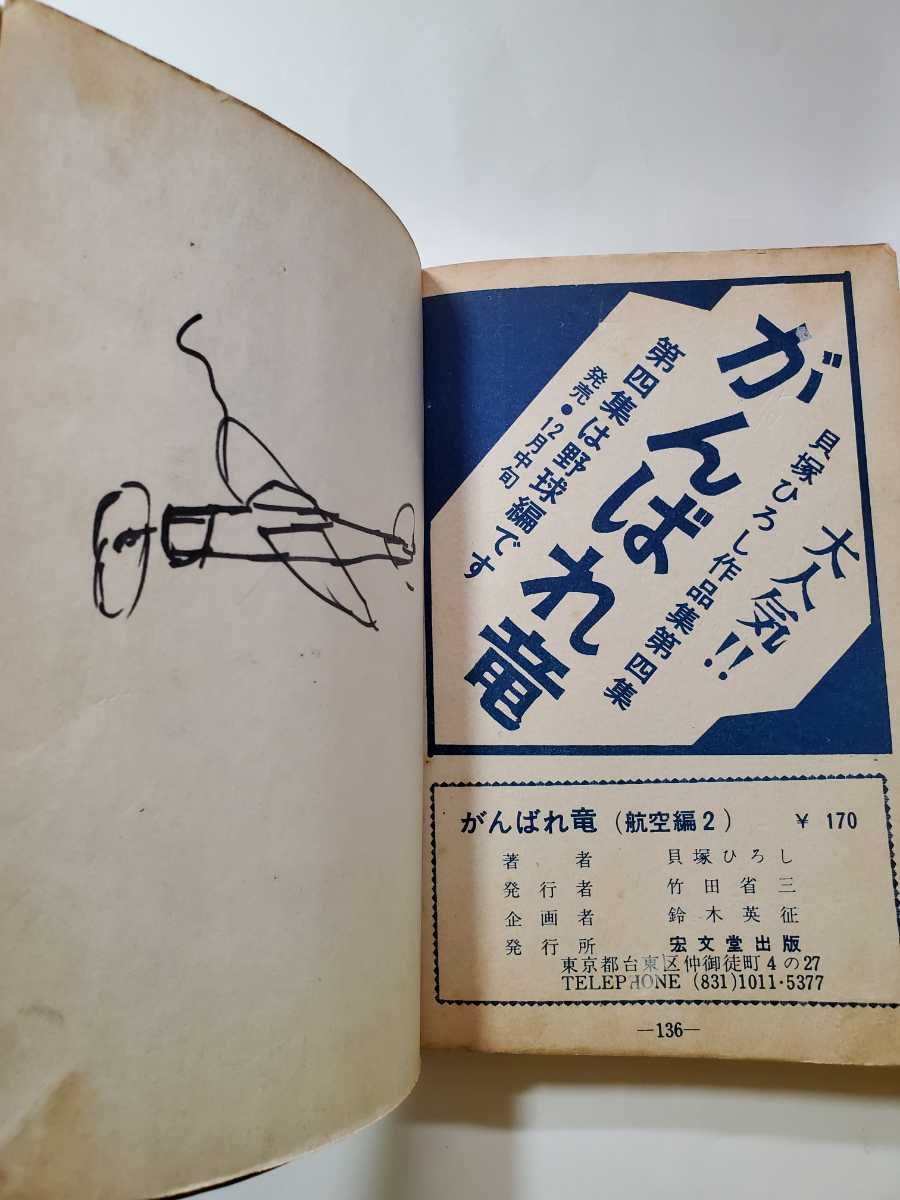 大人気!!
貝塚ひろし作品集第四集
がんばれ竜
第四集は野球編です
発売●12月中旬
がんばれ竜（航空編2） ¥ 170
著者 貝塚ひろし
発行者 竹田省三
企画者 鈴木英征
発行所 宏文堂出版
東京都台東区仲御徒町4の27
TELEPHONE (831)1011・5377
—136—